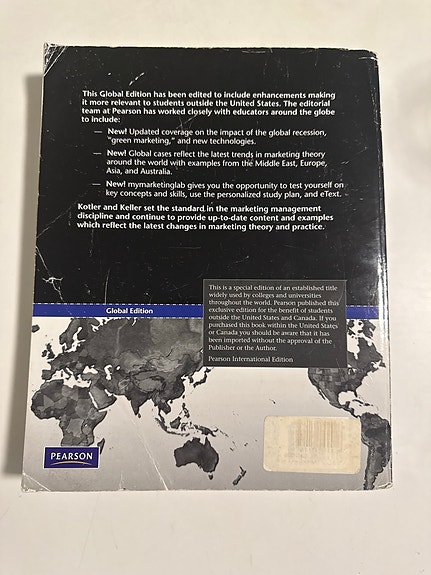 This Global Edition has been edited to include enhancements making
it more relevant to students outside the United States. The editorial
team at Pearson has worked closely with educators around the globe
to include:
— New! Updated coverage on the impact of the global recession,
"green marketing," and new technologies.
— New! Global cases reflect the latest trends in marketing theory
around the world with examples from the Middle East, Europe,
Asia, and Australia.
— New! mymarketinglab gives you the opportunity to test yourself on
key concepts and skills, use the personalized study plan, and eText.
Kotler and Keller set the standard in the marketing management
discipline and continue to provide up-to-date content and examples
which reflect the latest changes in marketing theory and practice.
Global Edition
This is a special edition of an established title
widely used by colleges and universities
throughout the world. Pearson published this
exclusive edition for the benefit of students
outside the United States and Canada. If you
purchased this book within the United States
or Canada you should be aware that it has
been imported without the approval of the
Publisher or the Author.
Pearson International Edition
PEARSON